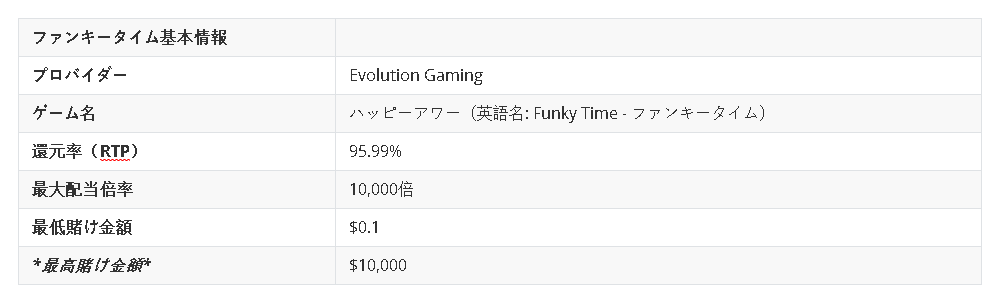 ファンキータイム基本情報
プロバイダー Evolution Gaming
ゲーム名 ハッピーアワー（英語名: Funky Time - ファンキータイム）
還元率（RTP） 95.99%
最大配当倍率 10,000倍
最低賭け金額 $0.1
*最高賭け金額* $10,000